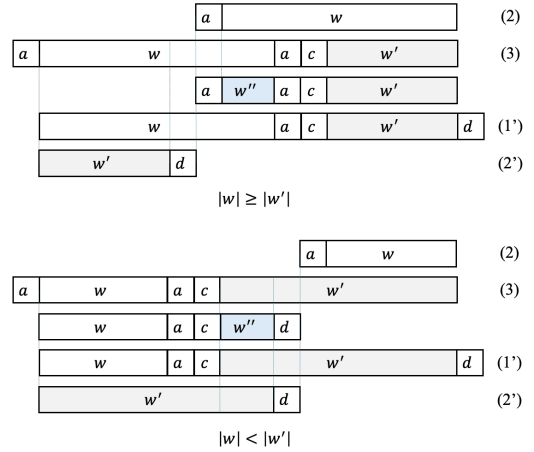 a w (2)
a w a c w′ (3)
a w″ a c w′
w a c w′ d (1’)
w′ d (2’)
|w| ≥ |w′|
a w (2)
a w a c w′ (3)
w a c w″ d
w a c w′ d (1’)
w′ d (2’)
|w| < |w′|